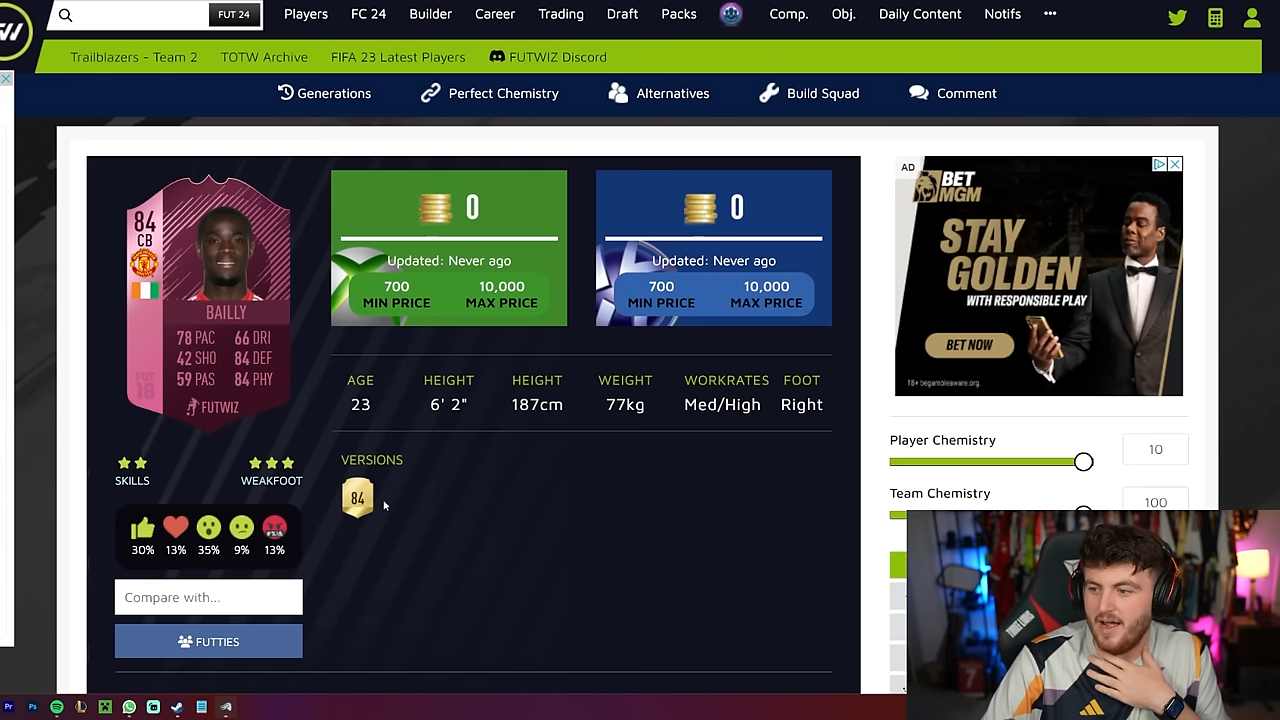 FUT 24
Players
FC 24
Builder
Career
Trading
Draft
Packs
Comp.
Obj.
Daily Content
Notifs
Trailblazers - Team 2
TOTW Archive
FIFA 23 Latest Players
FUTWIZ Discord
Generations
Perfect Chemistry
Alternatives
Build Squad
Comment
84
CB
BAILLY
78 PAC 66 DRI
42 SHO 84 DEF
59 PAS 84 PHY
FUT
18
FUTWIZ
0
Updated: Never ago
700 10,000
MIN PRICE MAX PRICE
0
Updated: Never ago
700 10,000
MIN PRICE MAX PRICE
AD
BET
MGM
STAY
GOLDEN
WITH RESPONSIBLE PLAY
BET NOW
18+ begambleaware.org.
AGE HEIGHT HEIGHT WEIGHT WORKRATES FOOT
23 6' 2" 187cm 77kg Med/High Right
VERSIONS
84
SKILLS
WEAKFOOT
30% 13% 35% 9% 13%
Compare with...
FUTTIES
Player Chemistry
10
Team Chemistry
100